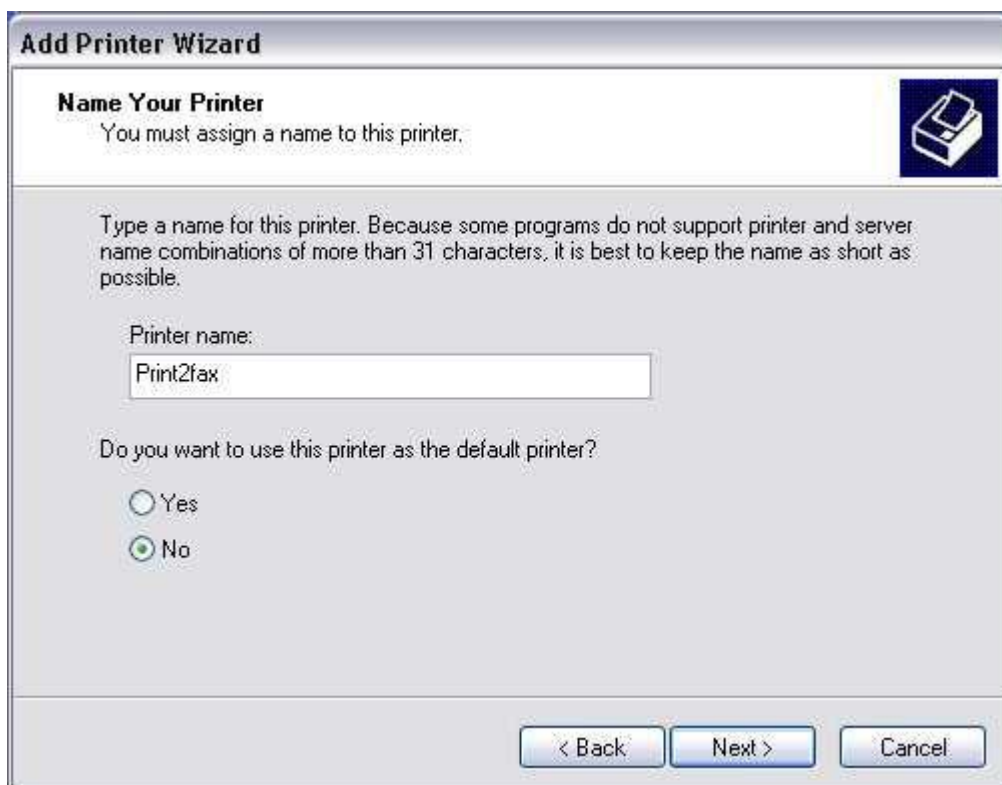 Add Printer Wizard
Name Your Printer
You must assign a name to this printer.
Type a name for this printer. Because some programs do not support printer and server
name combinations of more than 31 characters, it is best to keep the name as short as
possible.
Printer name:
Print2fax
Do you want to use this printer as the default printer?
Yes
No
< Back Next > Cancel